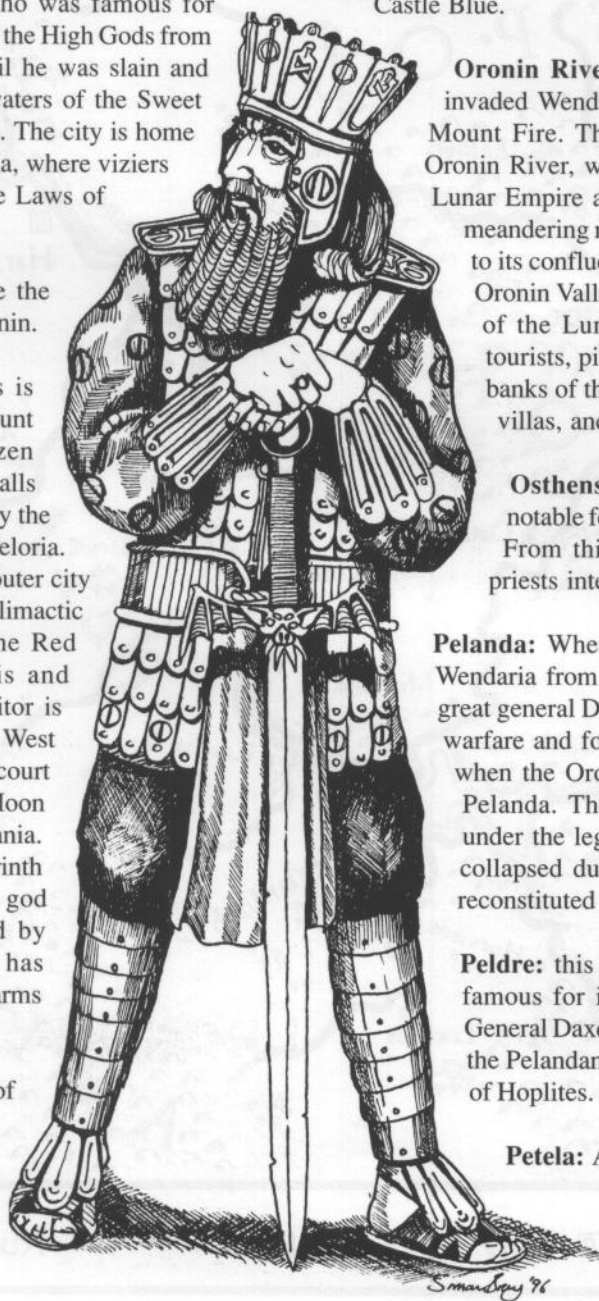 ho was famous for
the High Gods from
il he was slain and
waters of the Sweet
. The city is home
a, where viziers
e Laws of
e the
nin.
s is
unt
zen
alls
y the
eloria.
outer city
limactic
ne Red
is and
itor is
West
court
Moon
ania.
rinth
god
d by
has
arms
of
Castle Blue.
Oronin Rive
invaded Wend
Mount Fire. Th
Oronin River, w
Lunar Empire a
meandering r
to its conflue
Oronin Vall
of the Lun
tourists, pi
banks of th
villas, and
Osthens
notable fo
From thi
priests inte
Pelanda: Whe
Wendaria from
great general D
warfare and fo
when the Oro
Pelanda. Th
under the leg
collapsed du
reconstituted
Peldre: this
famous for i
General Daxo
the Pelandan
of Hoplites.
Petela: A
'96